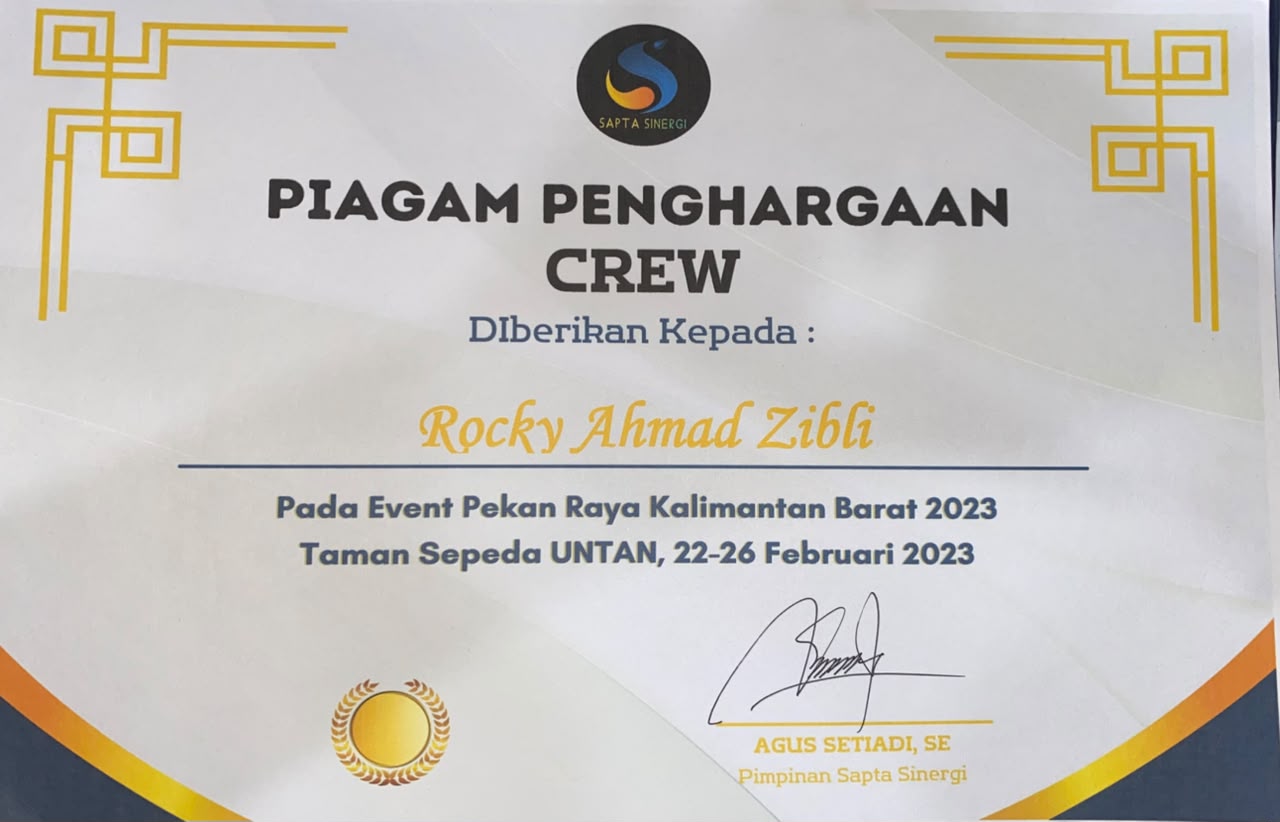 SAPTA SINERGI
PIAGAM PENGHARGAAN
CREW
DIberikan Kepada :
Rocky Ahmad Zibli
Pada Event Pekan Raya Kalimantan Barat 2023
Taman Sepeda UNTAN, 22-26 Februari 2023
AGUS SETIADI, SE
Pimpinan Sapta Sinergi